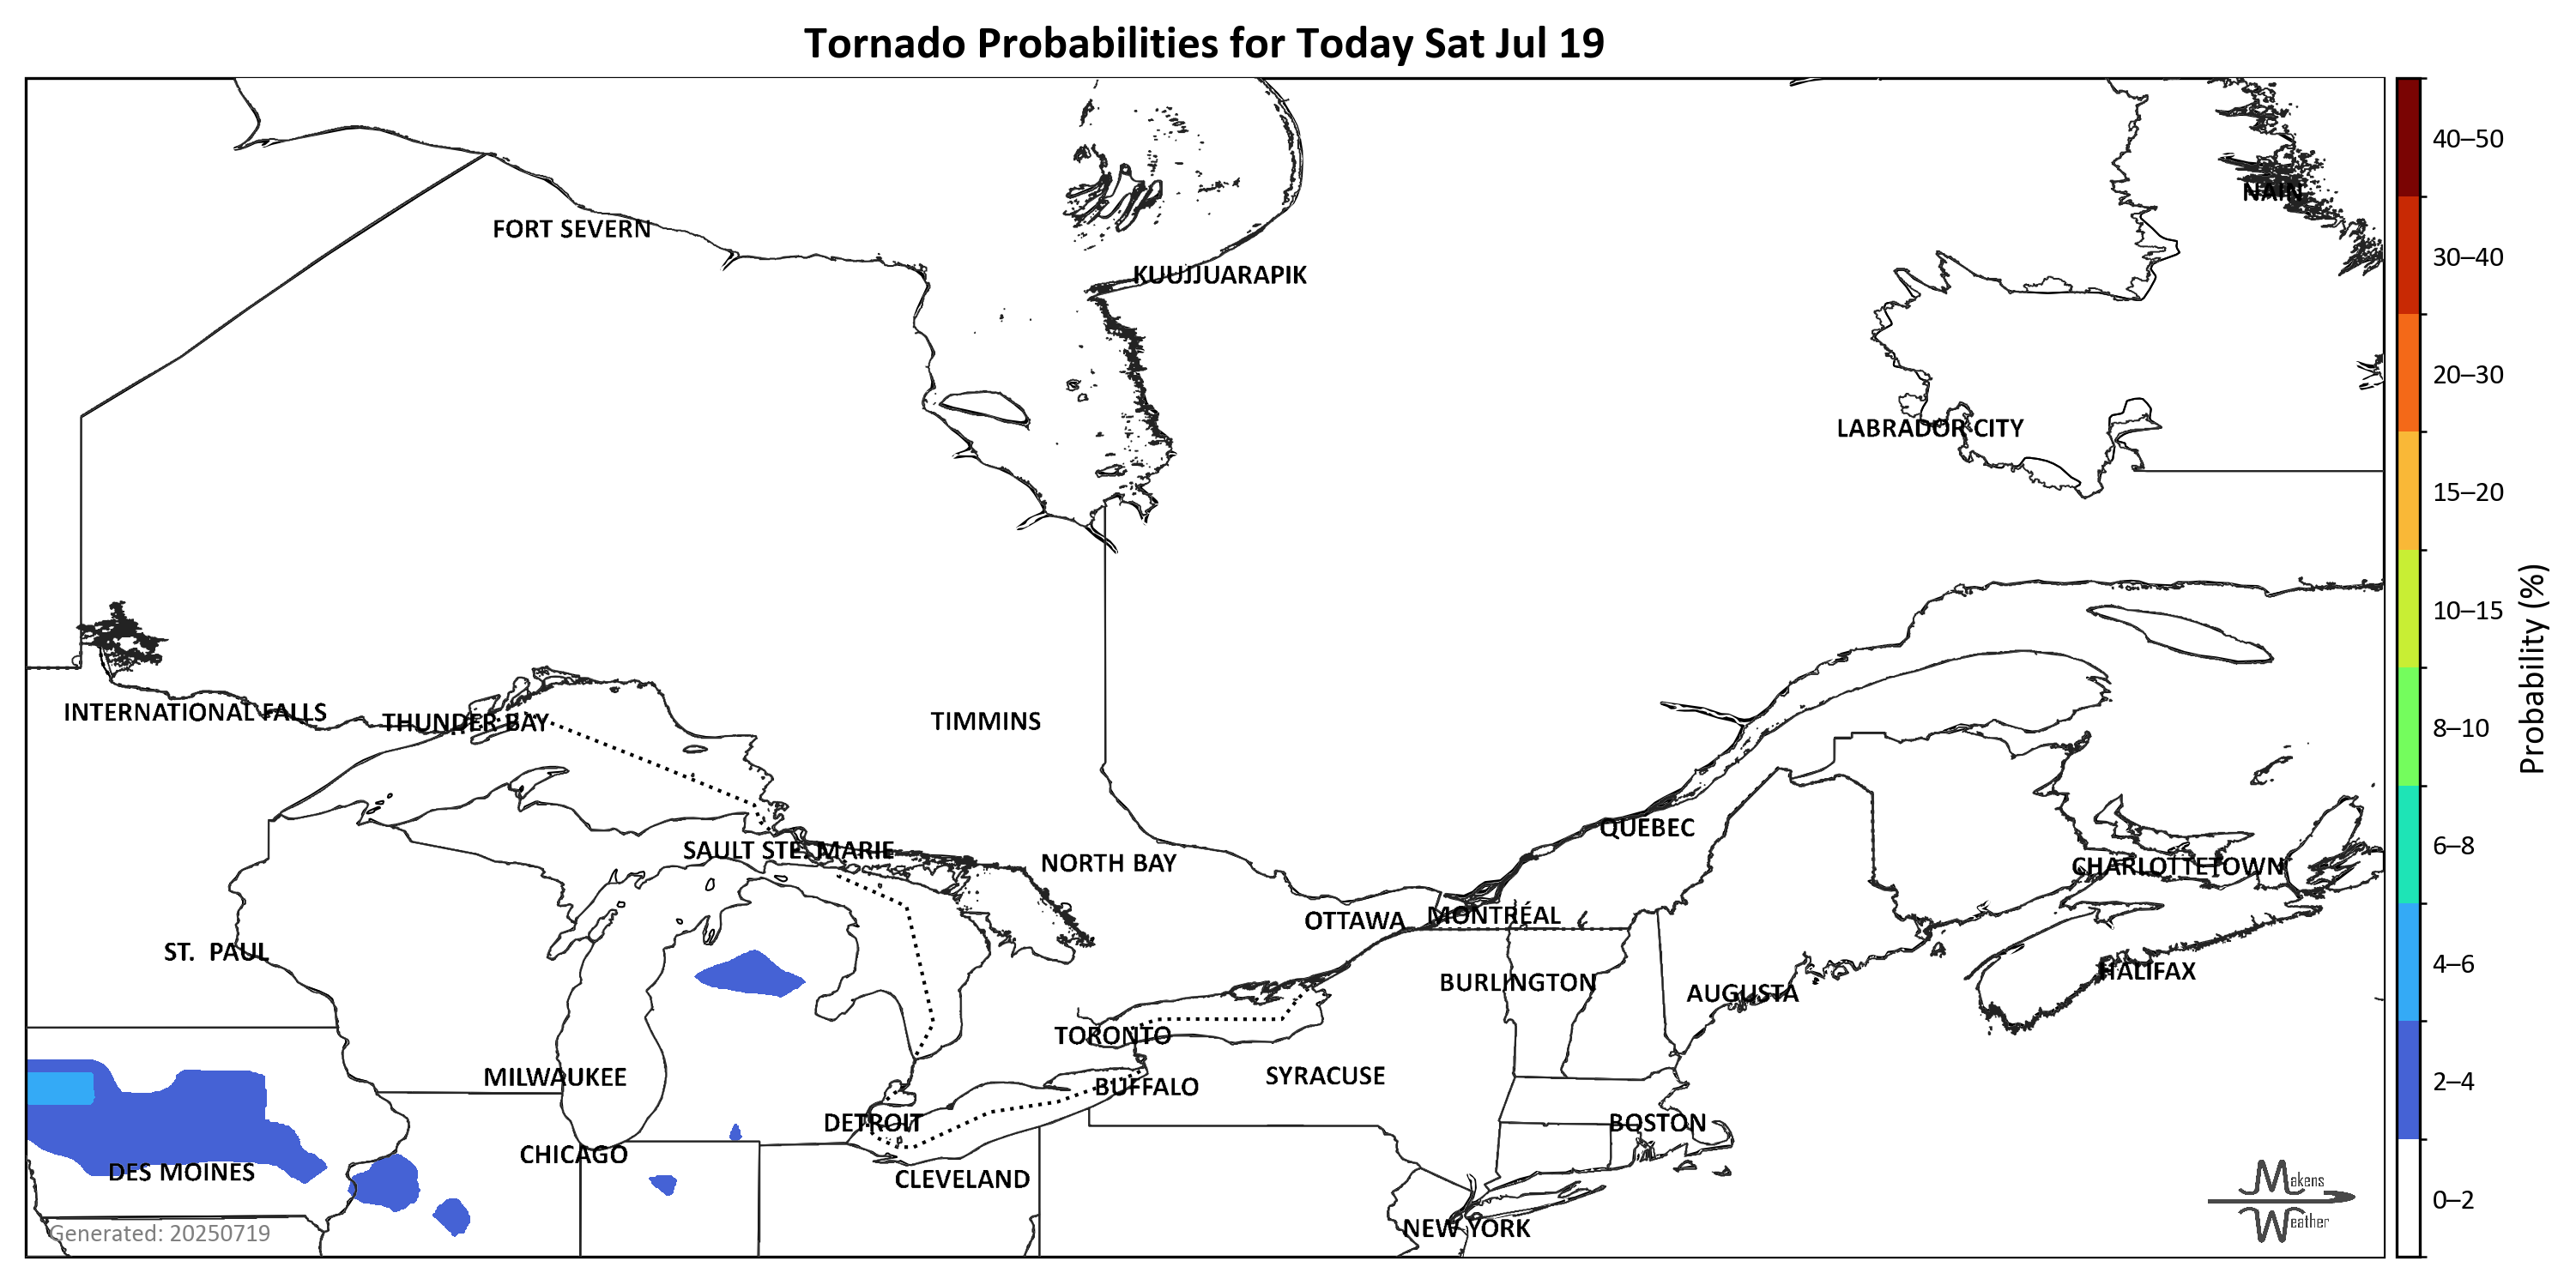 Tornado Probabilities for Today Sat Jul 19
40–50
NAIN
FORT SEVERN
30–40
KUUJJUARAPIK
20–30
LABRADOR CITY
15–20
10–15
Probability (%)
INTERNATIONAL FALLS
THUNDER BAY
TIMMINS
8–10
QUÉBEC
SAULT STE. MARIE
NORTH BAY
CHARLOTTETOWN
6–8
OTTAWA
MONTRÉAL
ST. PAUL
4–6
HALIFAX
BURLINGTON
AUGUSTA
TORONTO
MILWAUKEE
BUFFALO
SYRACUSE
2–4
DETROIT
BOSTON
CHICAGO
DES MOINES
CLEVELAND
Makens
Weather
0–2
NEW YORK
Generated: 20250719